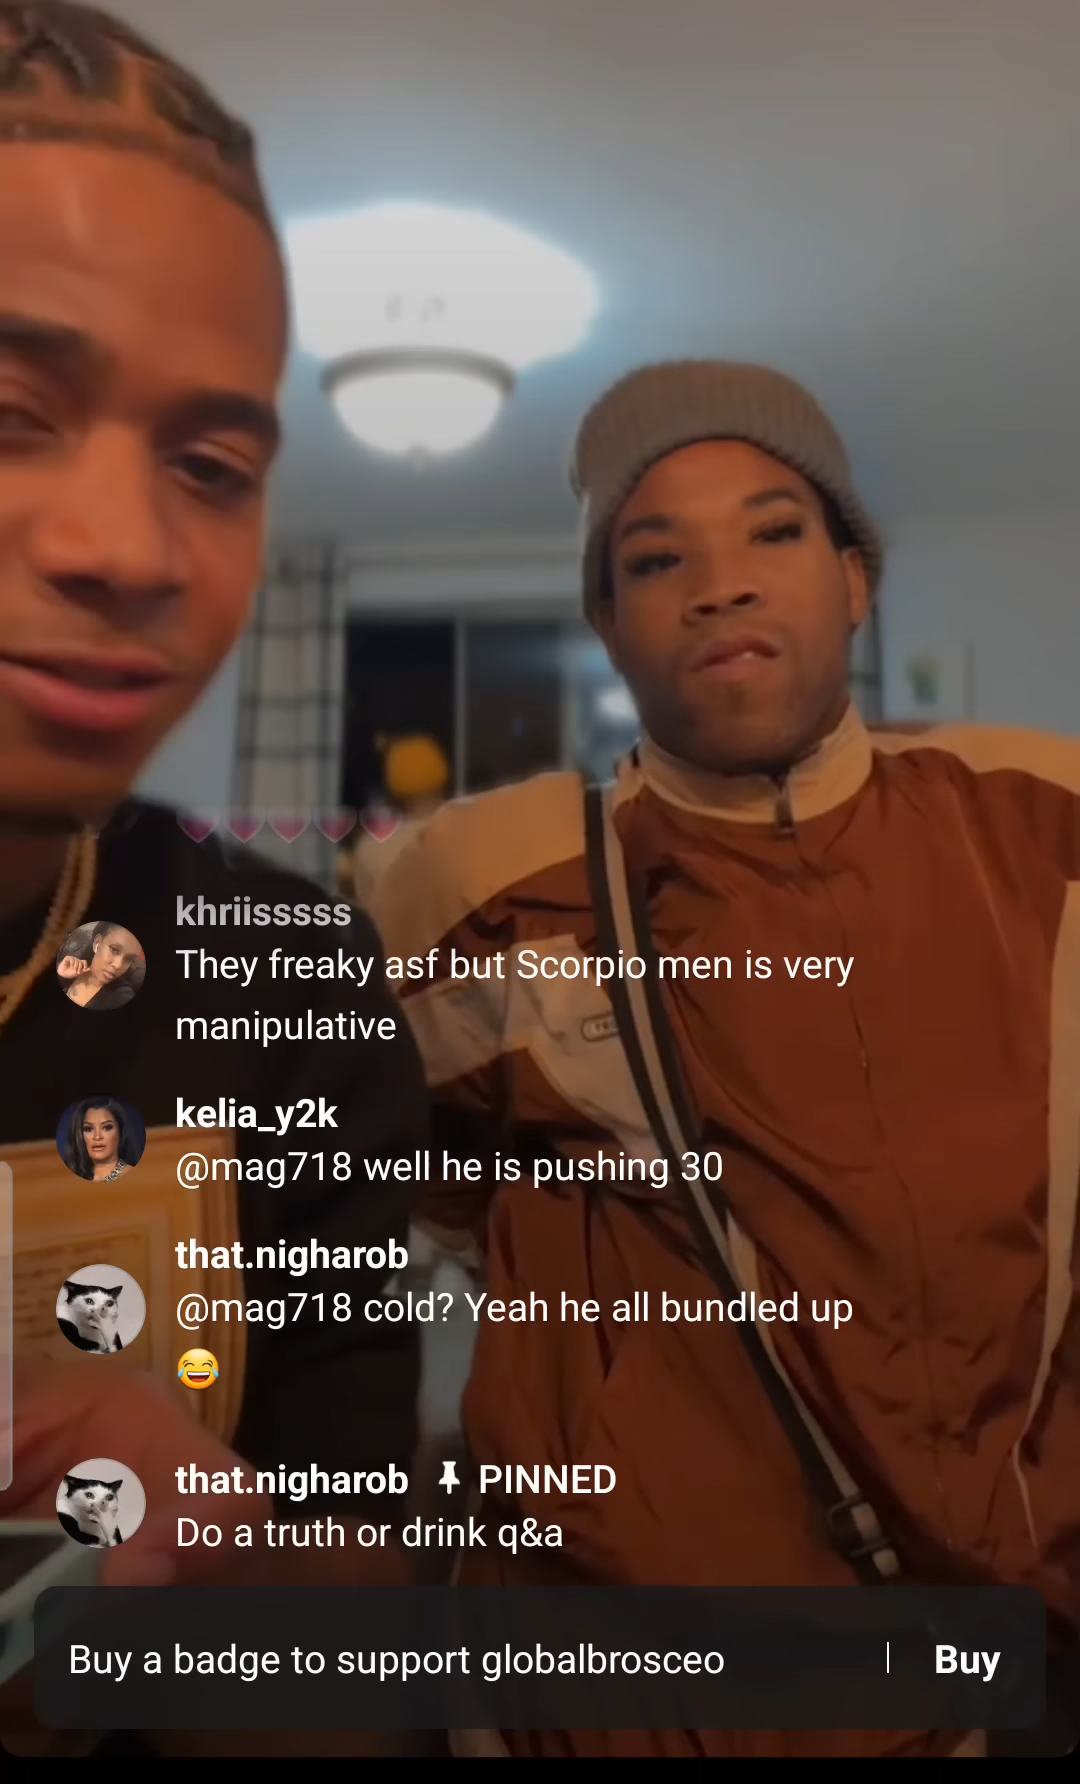 khriisssss
They freaky asf but Scorpio men is very
manipulative
kelia_y2k
@mag718 well he is pushing 30
that.nigharob
@mag718 cold? Yeah he all bundled up
😂
that.nigharob PINNED
Do a truth or drink q&a
Buy a badge to support globalbrosceo | Buy